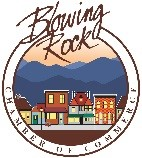 Blowing
Rock
CHAMBER OF COMMERCE